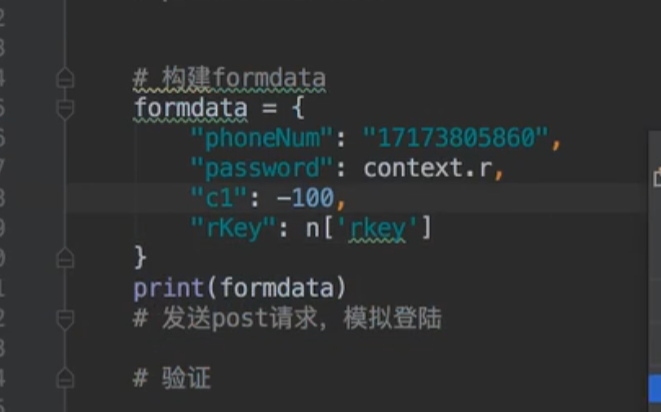 # 构建formdata
formdata = {
"phoneNum": "17173805860",
"password": context.r,
"c1": -100,
"rKey": n['rkey']
}
print(formdata)
# 发送post请求，模拟登陆
# 验证